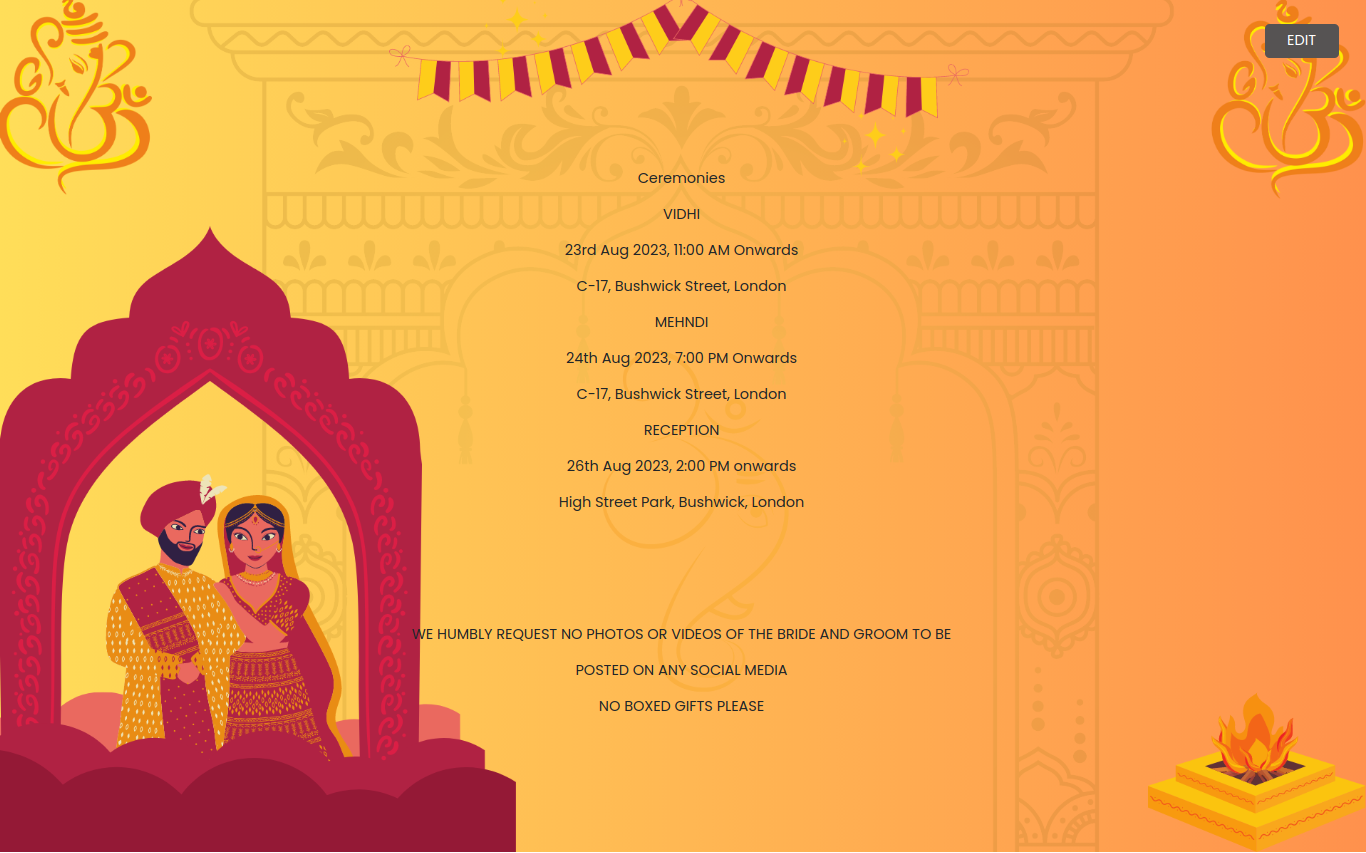 EDIT
Ceremonies
VIDHI
23rd Aug 2023, 11:00 AM Onwards
C-17, Bushwick Street, London
MEHNDI
24th Aug 2023, 7:00 PM Onwards
C-17, Bushwick Street, London
RECEPTION
26th Aug 2023, 2:00 PM onwards
High Street Park, Bushwick, London
WE HUMBLY REQUEST NO PHOTOS OR VIDEOS OF THE BRIDE AND GROOM TO BE
POSTED ON ANY SOCIAL MEDIA
NO BOXED GIFTS PLEASE